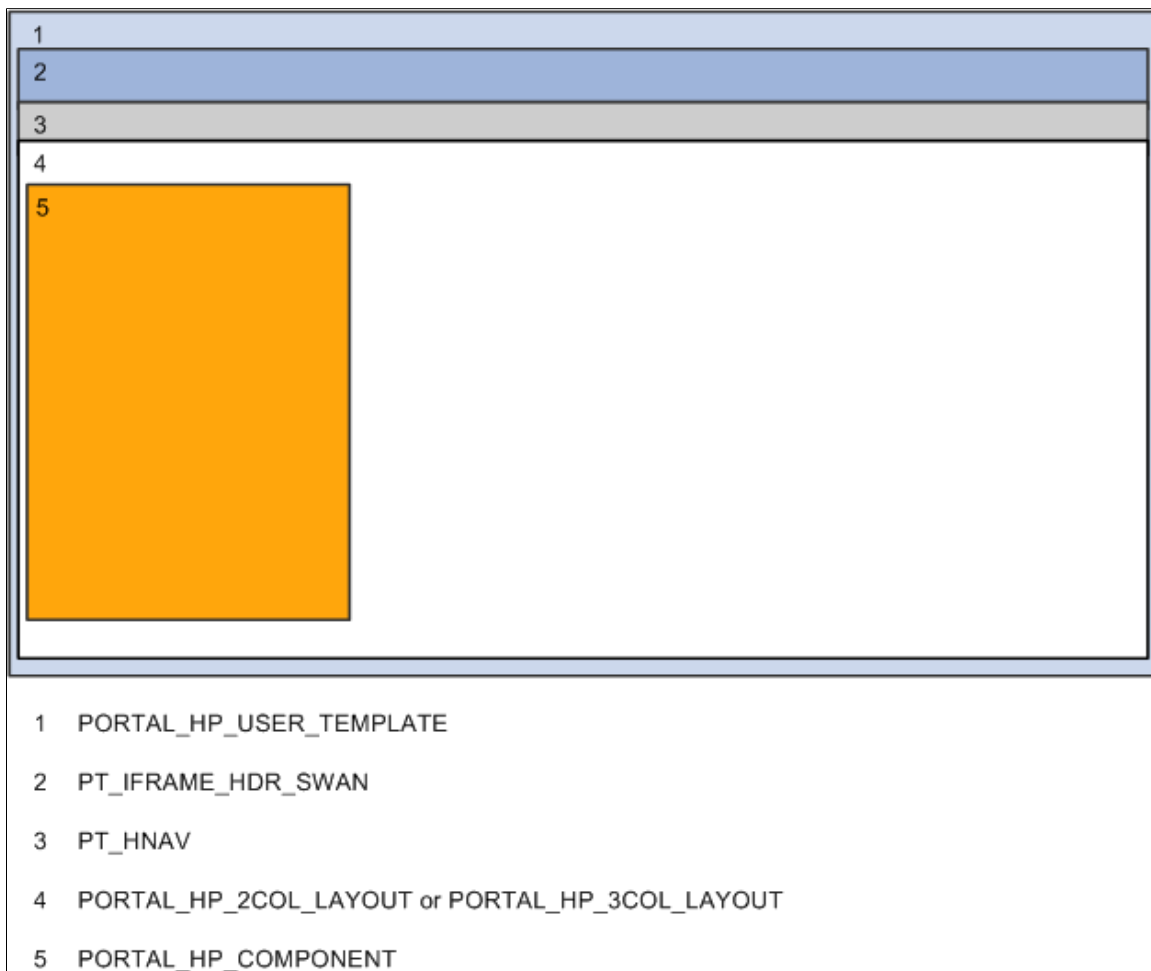 1
2
3
4
5
1 PORTAL_HP_USER_TEMPLATE
2 PT_IFRAME_HDR_SWAN
3 PT_HNAV
4 PORTAL_HP_2COL_LAYOUT or PORTAL_HP_3COL_LAYOUT
5 PORTAL_HP_COMPONENT